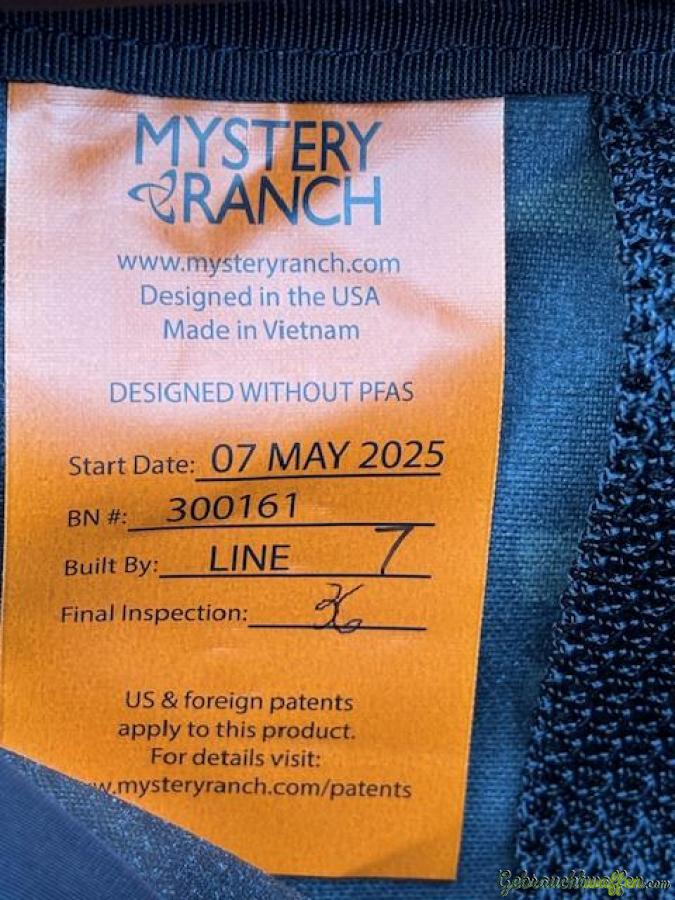 MYSTERY
RANCH
www.mysteryranch.com
Designed in the USA
Made in Vietnam
DESIGNED WITHOUT PFAS
Start Date: 07 MAY 2025
BN #: 300161
Built By: LINE 7
Final Inspection:
US & foreign patents
apply to this product.
For details visit:
w.mysteryranch.com/patents
Gebrauchtwaffen.com